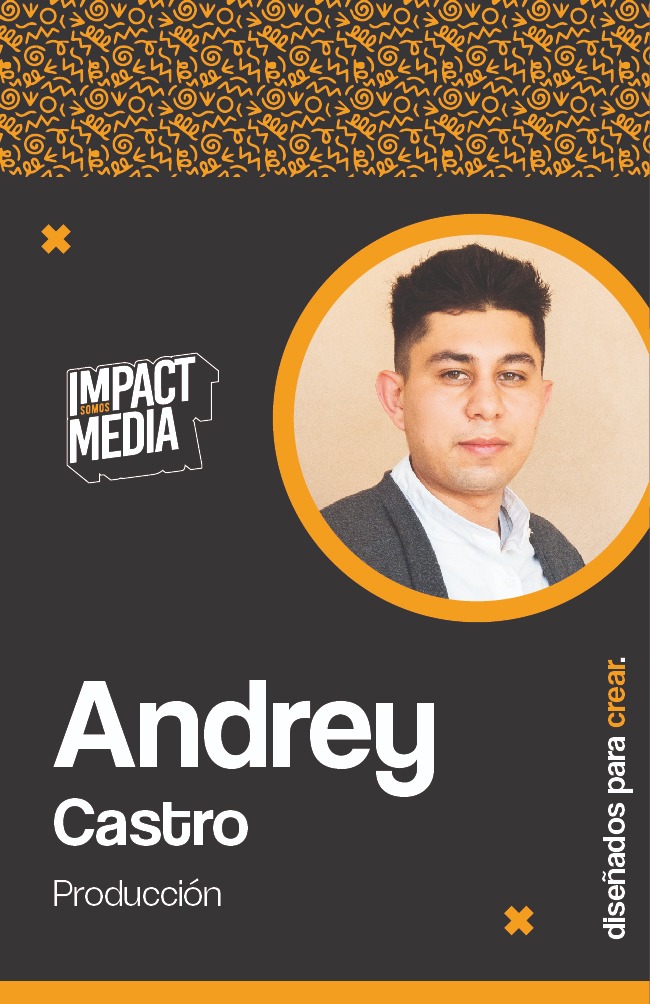 IMPACT
SOMOS
MEDIA
Andrey
Castro
Producción
diseñados para crear.